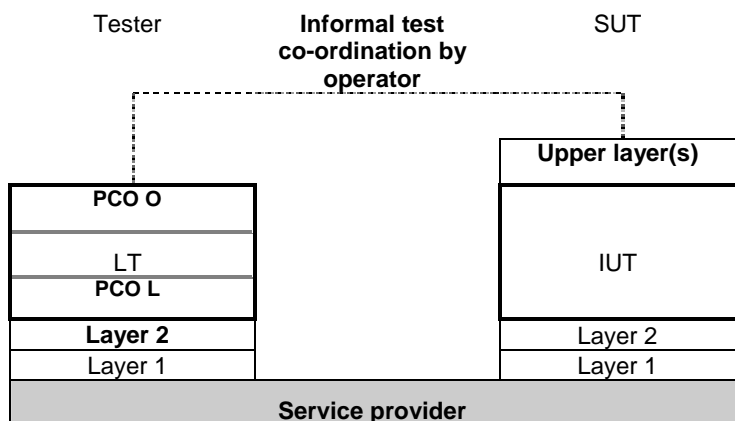 Tester
Informal test
co-ordination by
operator
SUT
Upper layer(s)
PCO O
LT
PCO L
IUT
Layer 2
Layer 2
Layer 1
Layer 1
Service provider